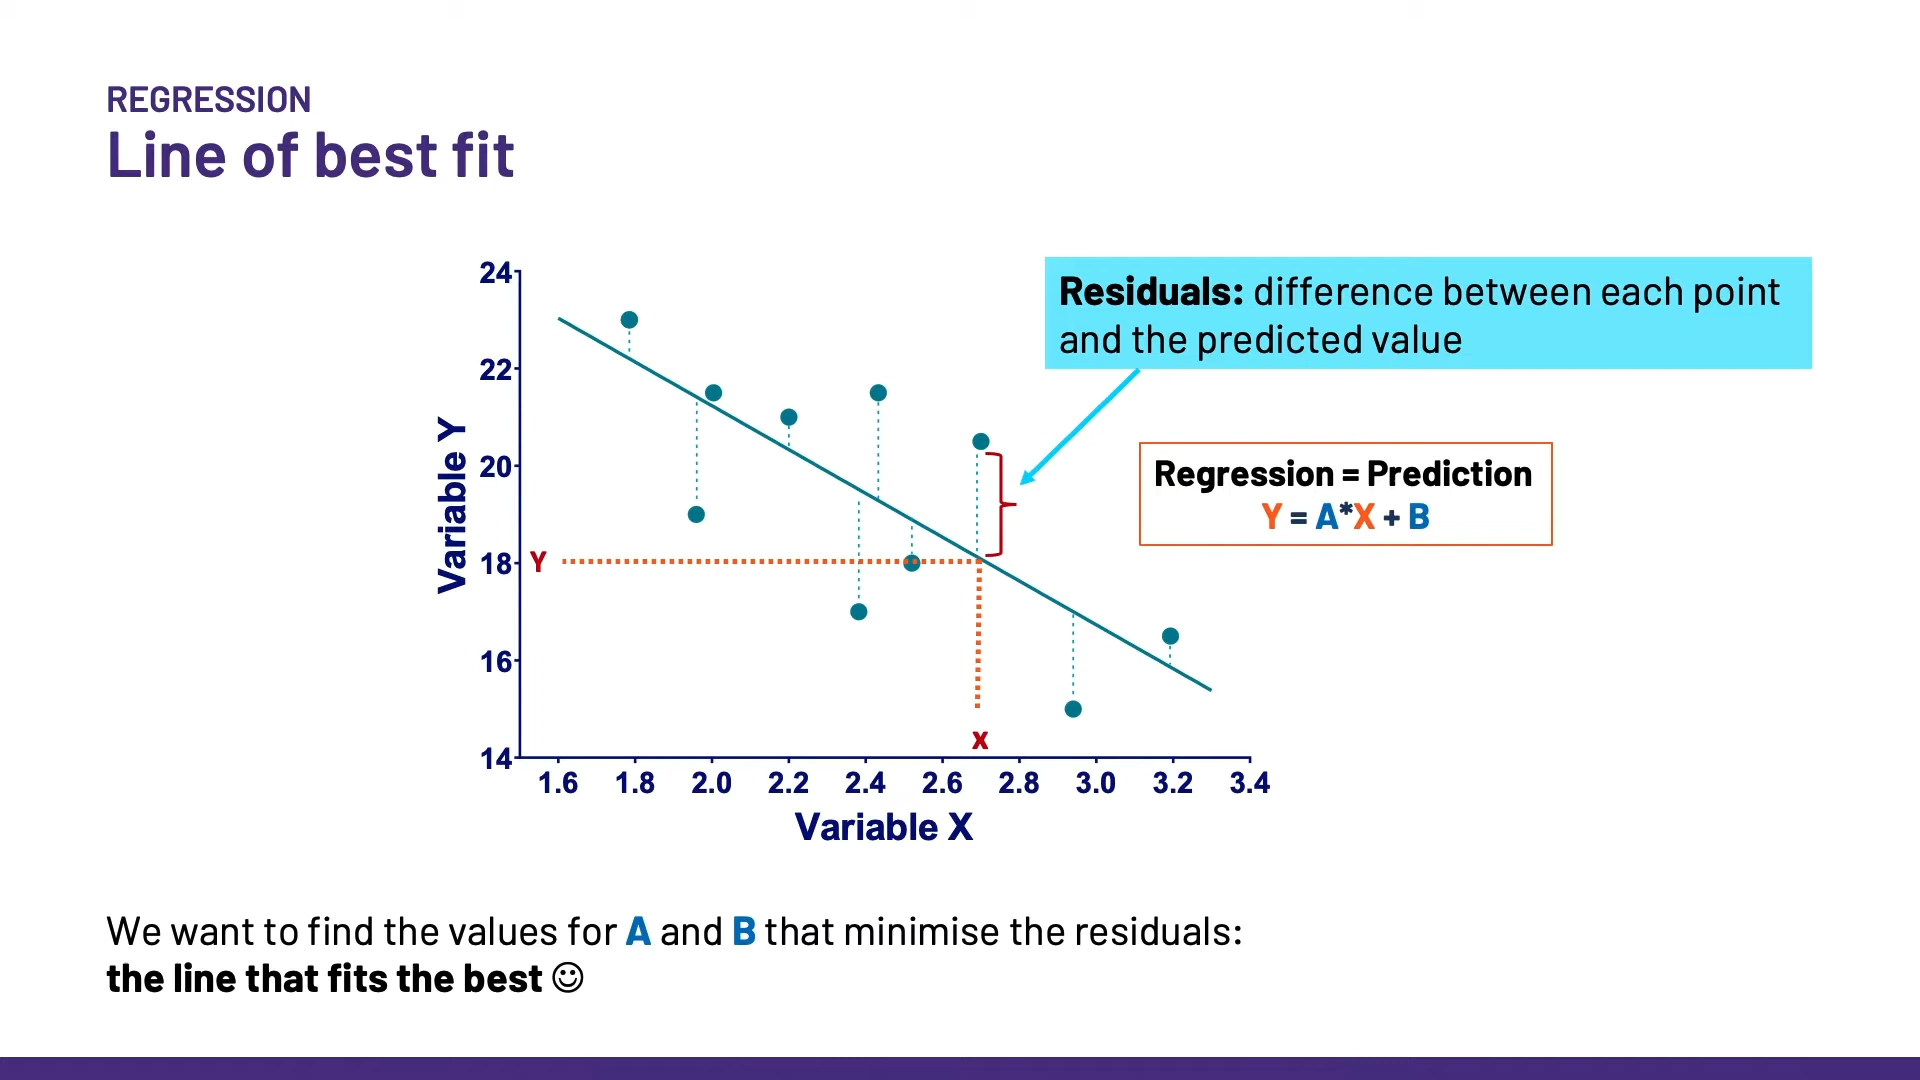 REGRESSION
Line of best fit
Residuals: difference between each point
and the predicted value
Regression = Prediction
Y = A*X + B
Variable Y
24
22
20
18
16
14
Y
x
1.6 1.8 2.0 2.2 2.4 2.6 2.8 3.0 3.2 3.4
Variable X
We want to find the values for A and B that minimise the residuals:
the line that fits the best ☺